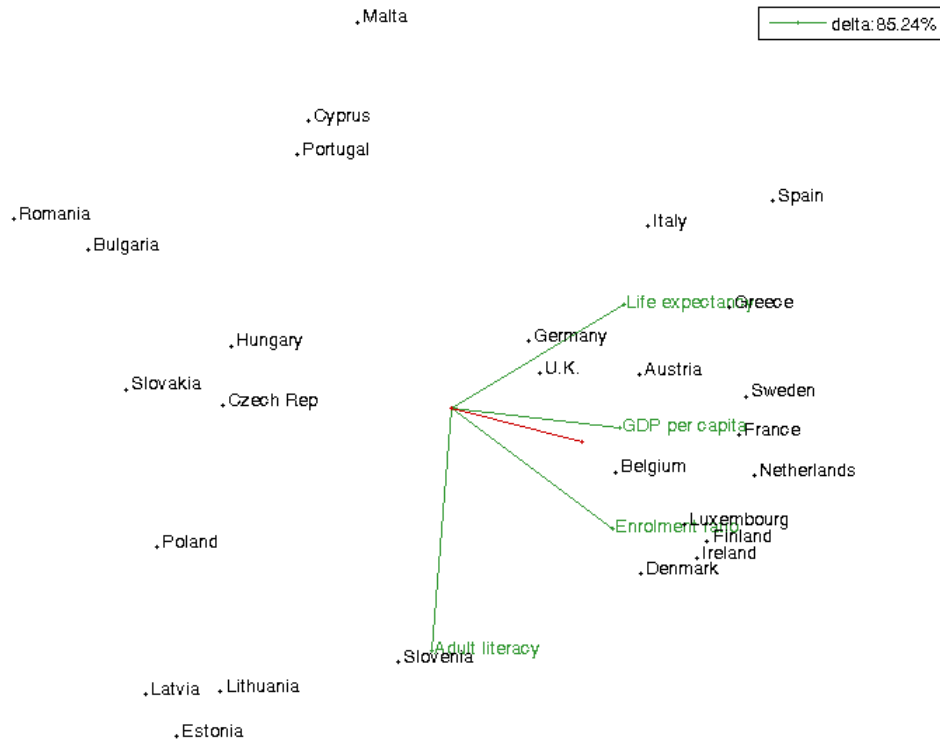 Malta
delta:85.24%
Cyprus
Portugal
Spain
Romania
Italy
Bulgaria
Life expectancy
Greece
Germany
Hungary
U.K.
Austria
Slovakia
Sweden
Czech Rep
GDP per capita
France
Belgium
Netherlands
Luxembourg
Enrolment ratio
Finland
Poland
Ireland
Denmark
Adult literacy
Slovenia
Lithuania
Latvia
Estonia